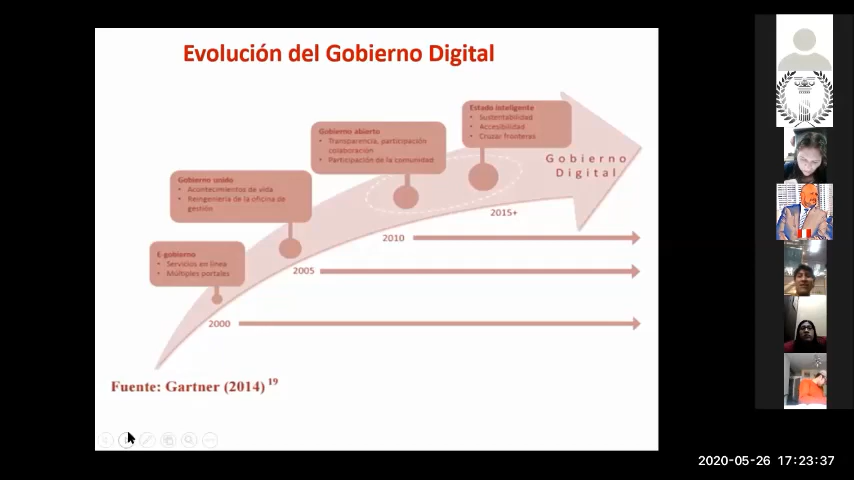 Evolución del Gobierno Digital
Estado inteligente
• Sustentabilidad
• Accesibilidad
• Cruzar fronteras
Gobierno abierto
• Transparencia, participación
colaboración
• Participación de la comunidad
Gobierno
Digital
Gobierno unido
• Acontecimientos de vida
• Reingeniería de la oficina de
gestión
2015+
2010
E-gobierno
• Servicios en línea
• Múltiples portales
2005
2000
Fuente: Gartner (2014) 19
2020-05-26 17:23:37